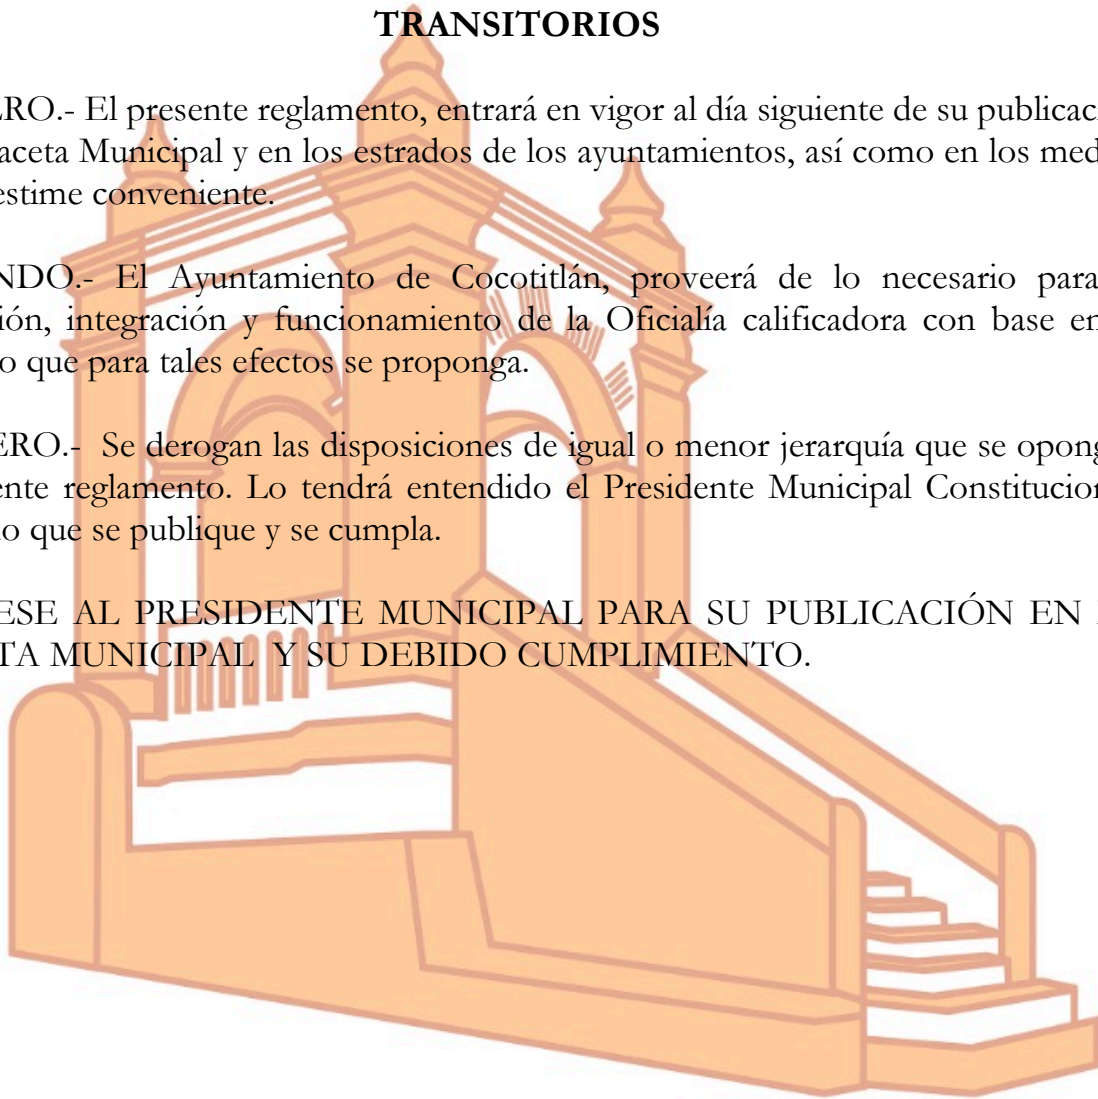 TRANSITORIOS
ERO.- El presente reglamento, entrará en vigor al día siguiente de su publicac
aceta Municipal y en los estrados de los ayuntamientos, así como en los med
estime conveniente.
NDO.- El Ayuntamiento de Cocotitlán, proveerá de lo necesario para
ión, integración y funcionamiento de la Oficialía calificadora con base en
o que para tales efectos se proponga.
ERO.- Se derogan las disposiciones de igual o menor jerarquía que se opong
ente reglamento. Lo tendrá entendido el Presidente Municipal Constitucion
o que se publique y se cumpla.
ESE AL PRESIDENTE MUNICIPAL PARA SU PUBLICACIÓN EN
TA MUNICIPAL Y SU DEBIDO CUMPLIMIENTO.